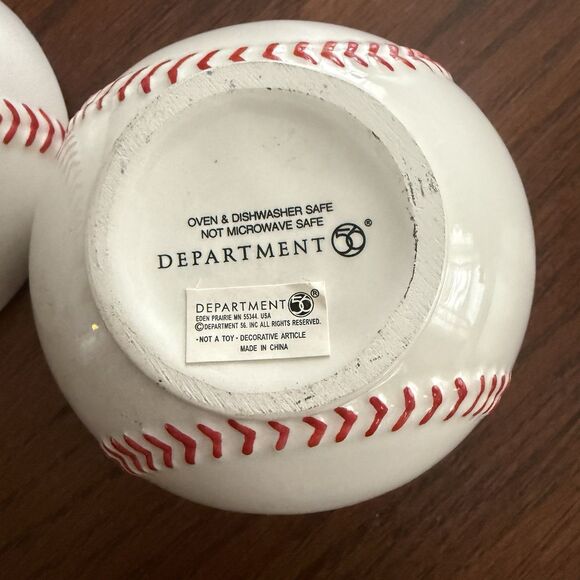 OVEN & DISHWASHER SAFE
NOT MICROWAVE SAFE
DEPARTMENT 56®
DEPARTMENT 56®
EDEN PRAIRIE MN 55344. USA
©DEPARTMENT 56. INC ALL RIGHTS RESERVED.
-NOT A TOY - DECORATIVE ARTICLE
MADE IN CHINA